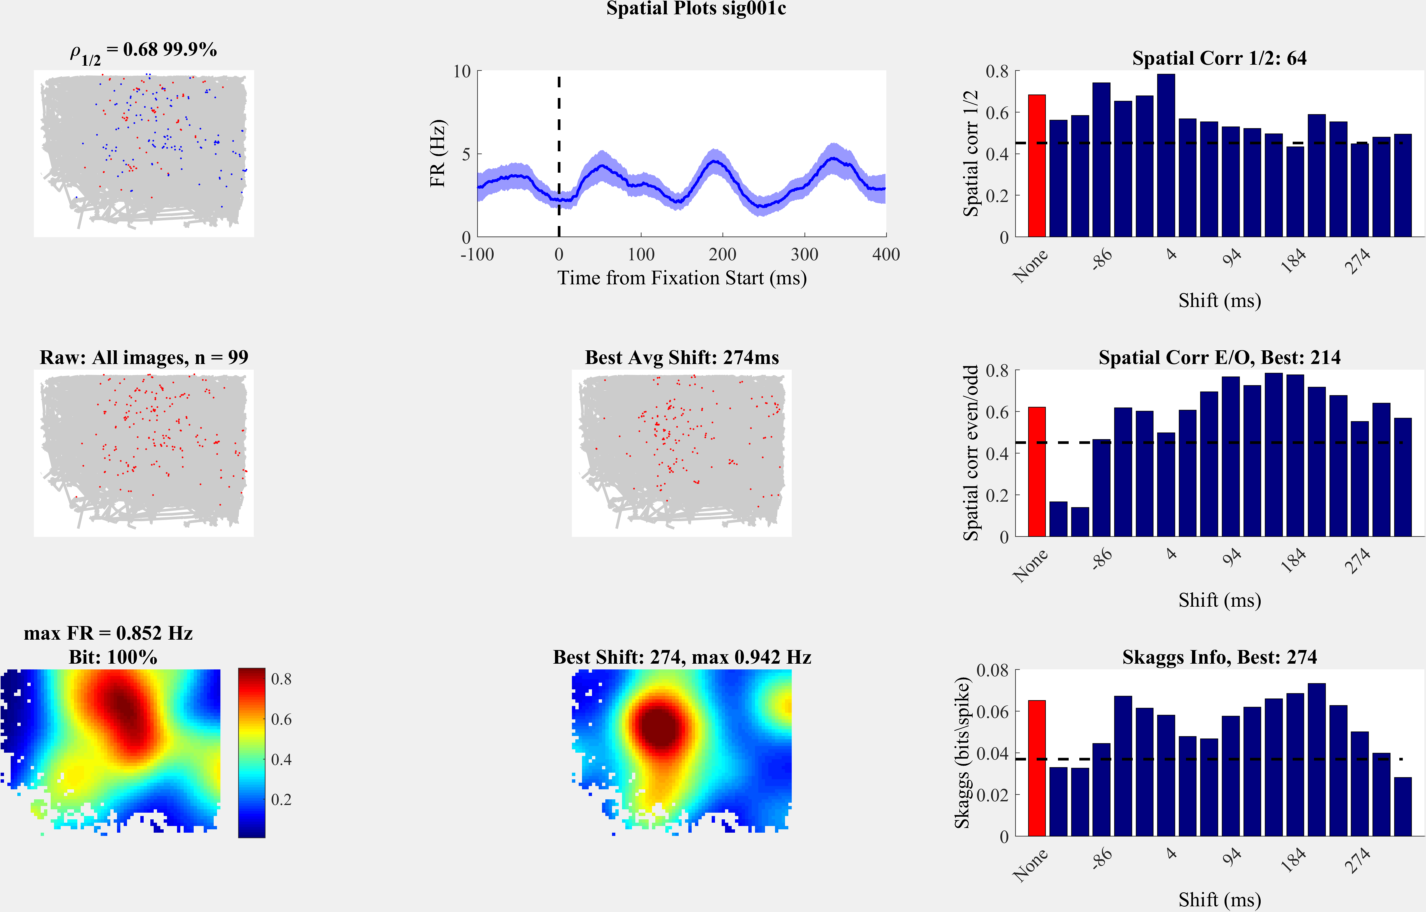 Spatial Plots sig001c
ρ1/2 = 0.68 99.9%
10
5
0
FR (Hz)
-100 0 100 200 300 400
Time from Fixation Start (ms)
Spatial Corr 1/2: 64
0.8
0.6
0.4
0.2
0
Spatial corr 1/2
None -86 4 94 184 274
Shift (ms)
Raw: All images, n = 99
Best Avg Shift: 274ms
Spatial Corr E/O, Best: 214
0.8
0.6
0.4
0.2
0
Spatial corr even/odd
None -86 4 94 184 274
Shift (ms)
max FR = 0.852 Hz
Bit: 100%
0.8
0.6
0.4
0.2
Best Shift: 274, max 0.942 Hz
Skaggs Info, Best: 274
0.08
0.06
0.04
0.02
0
Skaggs (bits\spike)
None -86 4 94 184 274
Shift (ms)